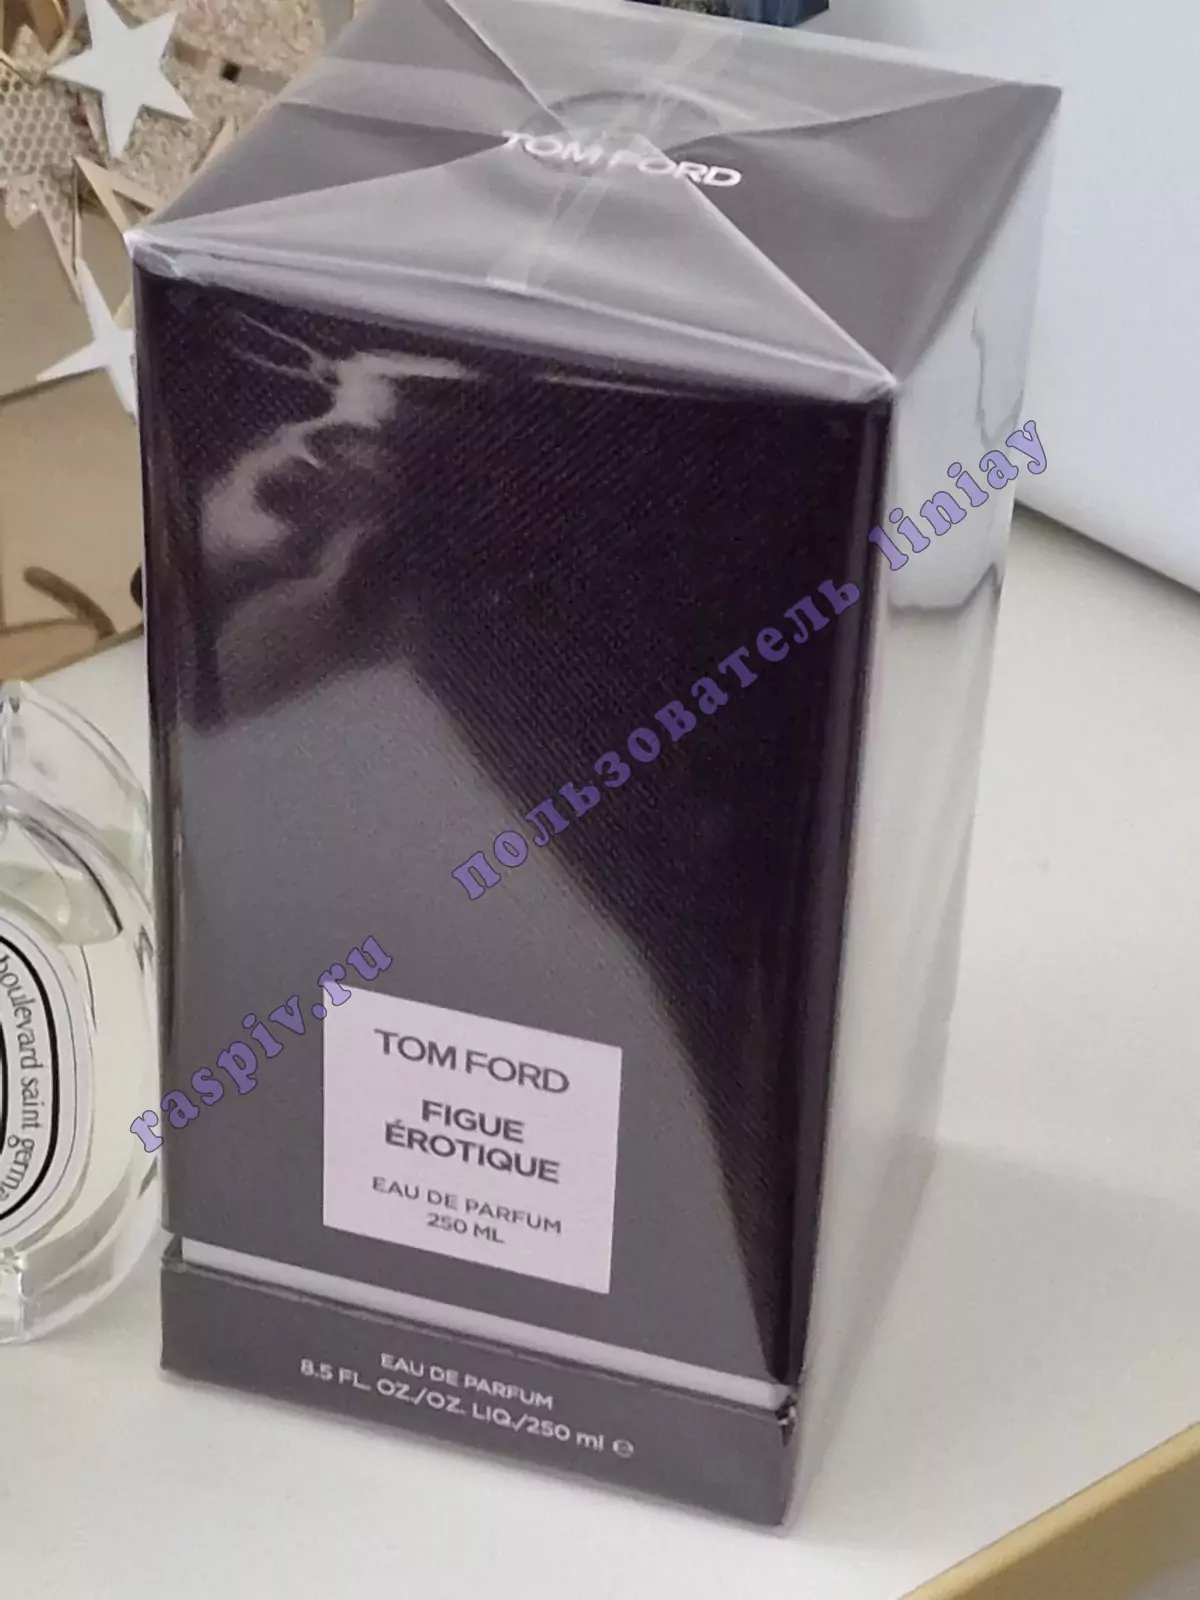 TOM FORD
TOM FORD
FIGUE
ÉROTIQUE
EAU DE PARFUM
250 ML
EAU DE PARFUM
8.5 FL. OZ./OZ. LIQ./250 ml e
boulevard saint germa
raspiv.ru пользователь liniay